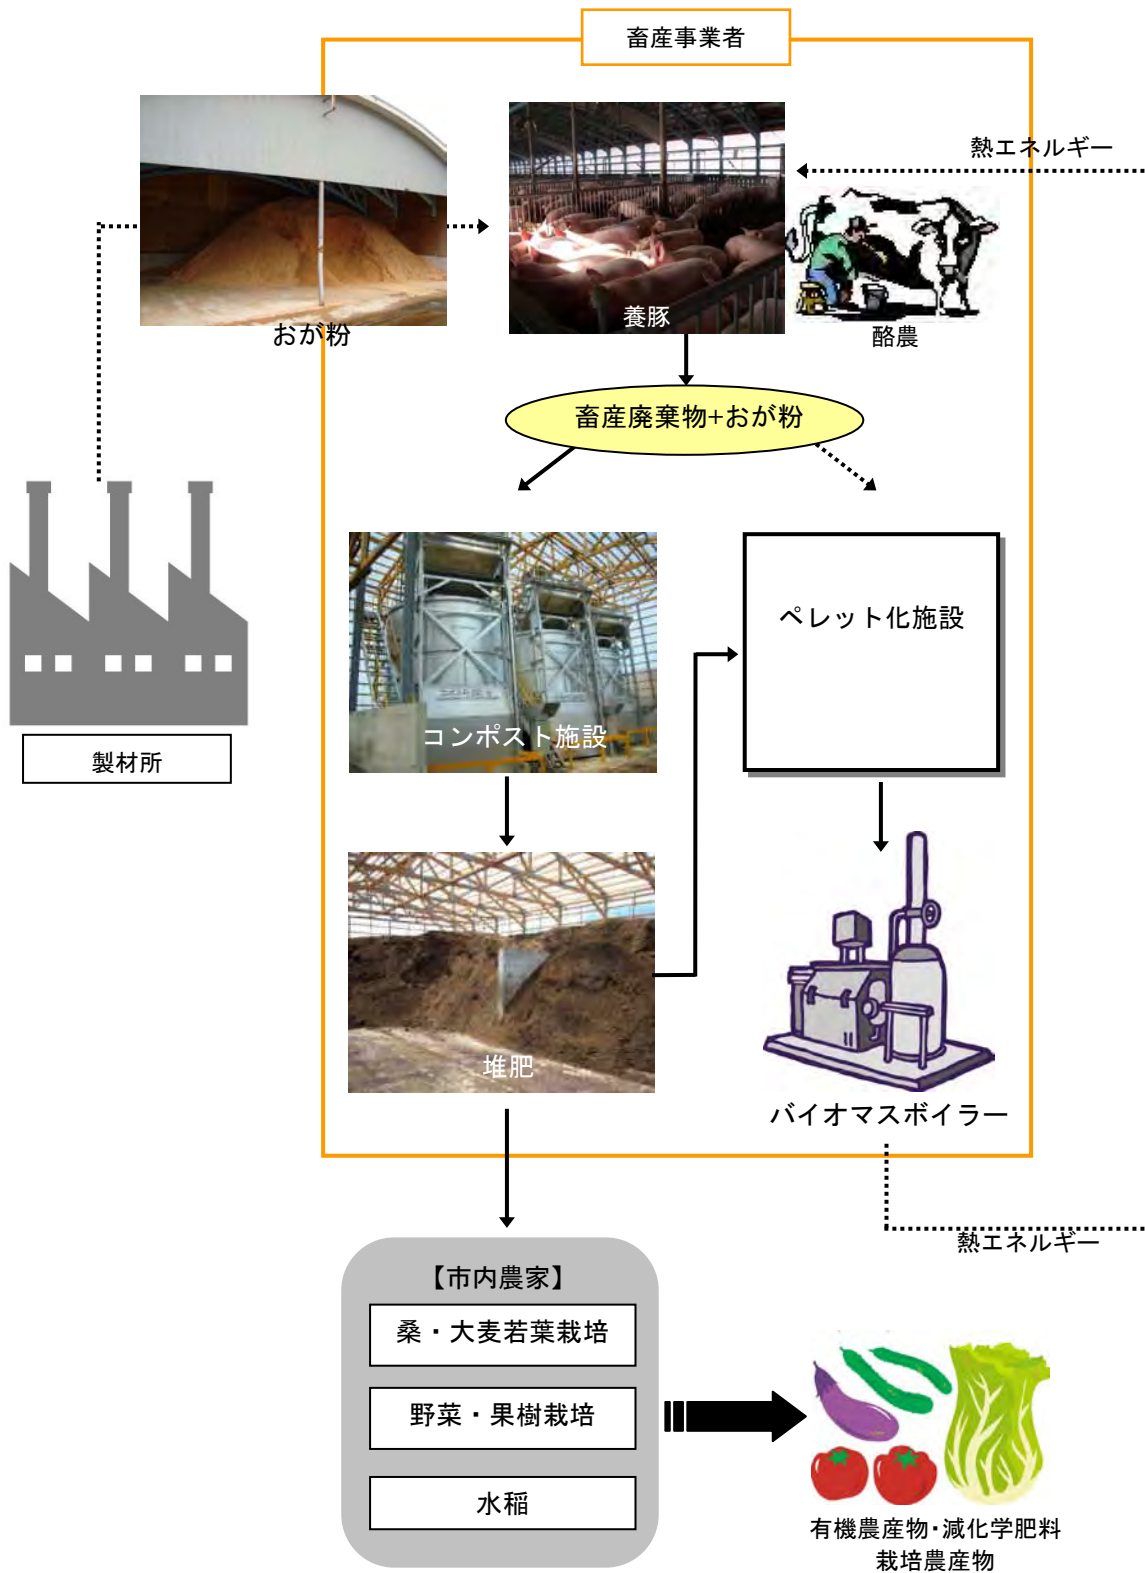 畜産事業者
熱エネルギー
おが粉
養豚
酪農
畜産廃棄物+おが粉
ペレット化施設
コンポスト施設
製材所
堆肥
バイオマスボイラー
熱エネルギー
【市内農家】
桑・大麦若葉栽培
野菜・果樹栽培
水稲
有機農産物・減化学肥料
栽培農産物